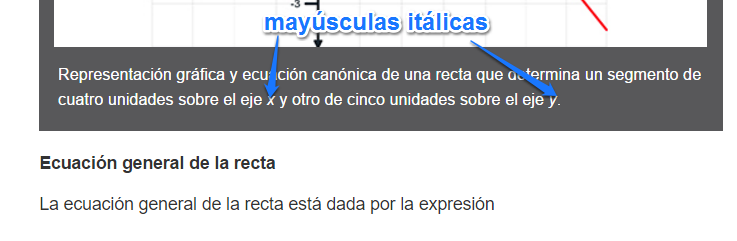 -3
mayúsculas itálicas
Representación gráfica y ecuación canónica de una recta que determina un segmento de
cuatro unidades sobre el eje x y otro de cinco unidades sobre el eje y.
Ecuación general de la recta
La ecuación general de la recta está dada por la expresión